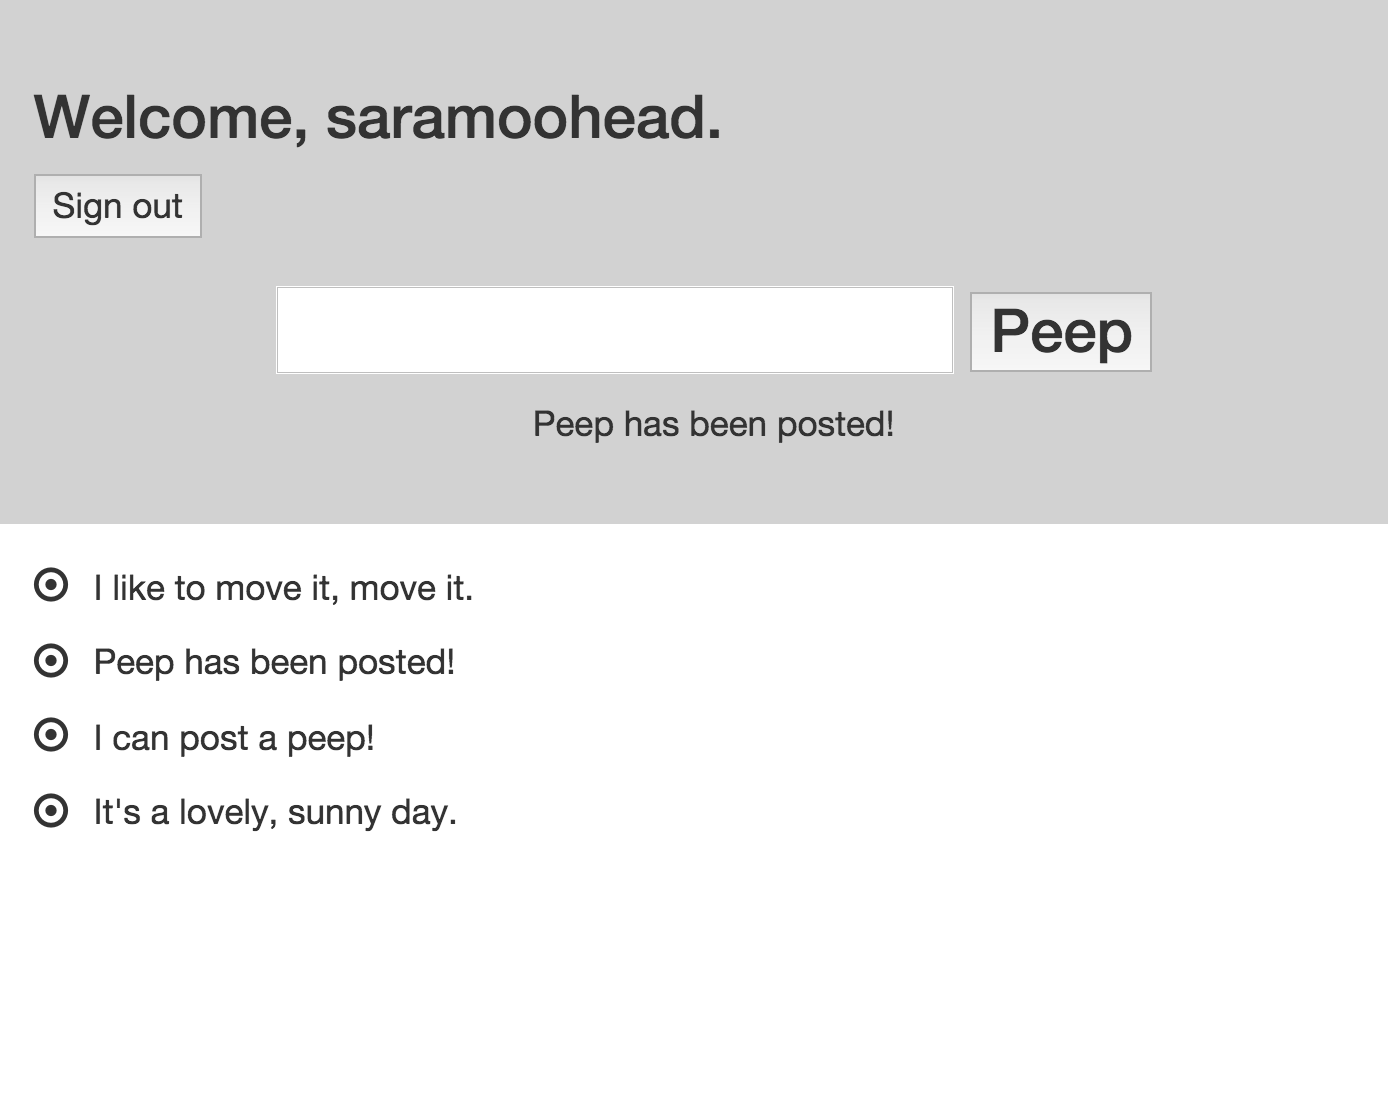 Welcome, saramoohead.
Sign out
Peep
Peep has been posted!
I like to move it, move it.
Peep has been posted!
I can post a peep!
It's a lovely, sunny day.